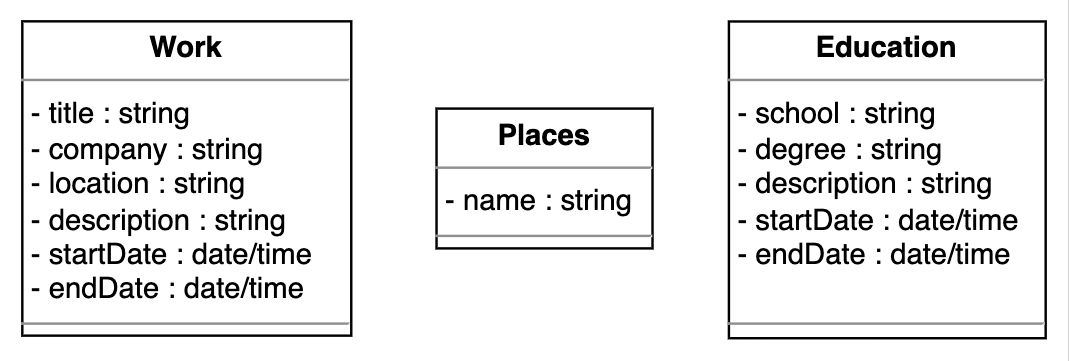 Work
- title : string
- company : string
- location : string
- description : string
- startDate : date/time
- endDate : date/time
Places
- name : string
Education
- school : string
- degree : string
- description : string
- startDate : date/time
- endDate : date/time